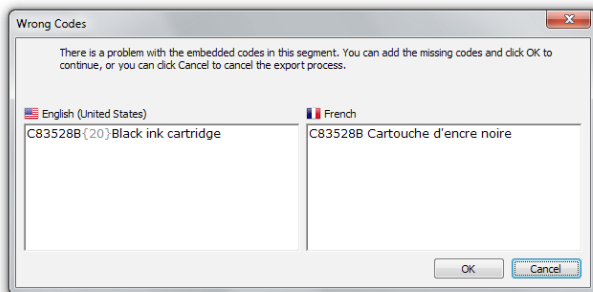 Wrong Codes
There is a problem with the embedded codes in this segment. You can add the missing codes and click OK to
continue, or you can click Cancel to cancel the export process.
English (United States)
French
C83528B{20}Black ink cartridge
C83528B Cartouche d'encre noire
OK
Cancel